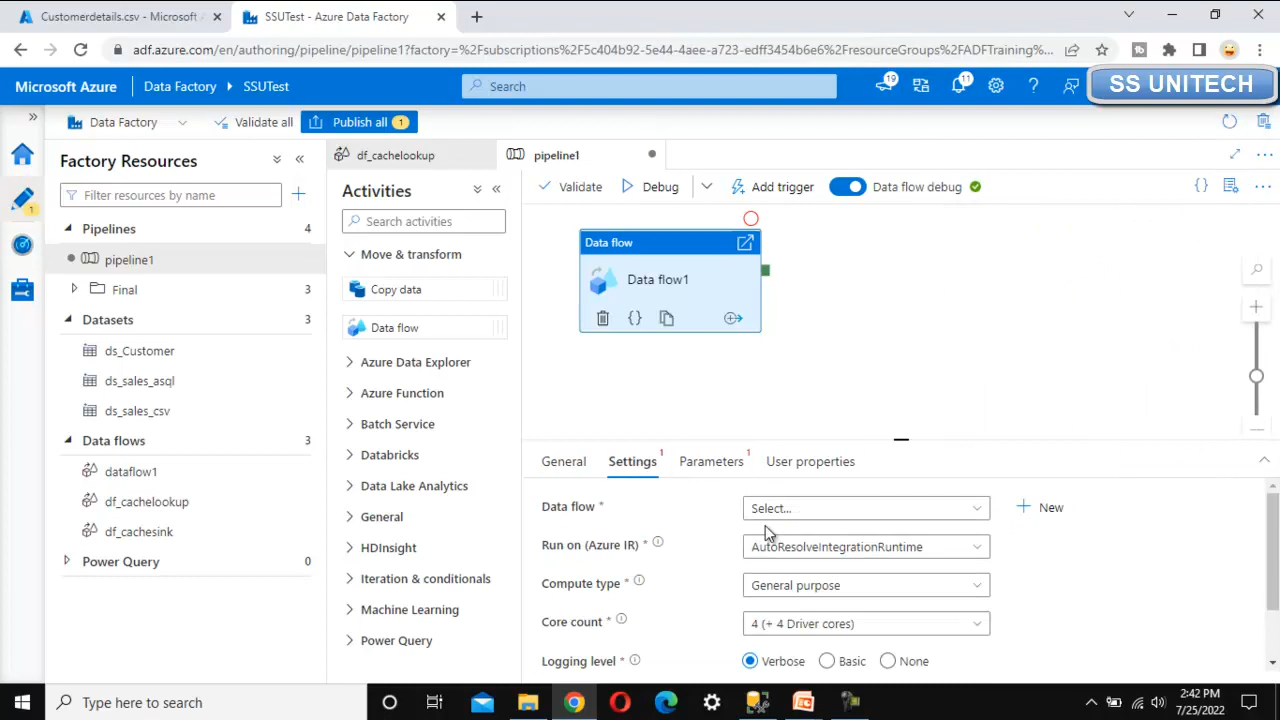 Customerdetails.csv - Microsoft
SSUTest - Azure Data Factory
adf.azure.com/en/authoring/pipeline/pipeline1?factory=%2Fsubscriptions%2F5c404b92-5e44-4aee-a723-edff3454b6e6%2FresourceGroups%2FADFTraining%...
Microsoft Azure
Data Factory
SSUTest
Search
19
11
SS UNITECH
Data Factory
Validate all
Publish all
1
Factory Resources
Filter resources by name
Pipelines
4
pipeline1
Final
3
Datasets
3
ds_Customer
ds_sales_asql
ds_sales_csv
Data flows
3
dataflow1
df_cachelookup
df_cachesink
Power Query
0
1
df_cachelookup
pipeline1
Activities
Search activities
Move & transform
Copy data
Data flow
Azure Data Explorer
Azure Function
Batch Service
Databricks
Data Lake Analytics
General
HDInsight
Iteration & conditionals
Machine Learning
Power Query
Validate
Debug
Add trigger
Data flow debug
Data flow
Data flow1
General
Settings 1
Parameters 1
User properties
Data flow *
Select...
New
Run on (Azure IR) *
AutoResolveIntegrationRuntime
Compute type *
General purpose
Core count *
4 (+ 4 Driver cores)
Logging level *
Verbose
Basic
None
Type here to search
2:42 PM
7/25/2022